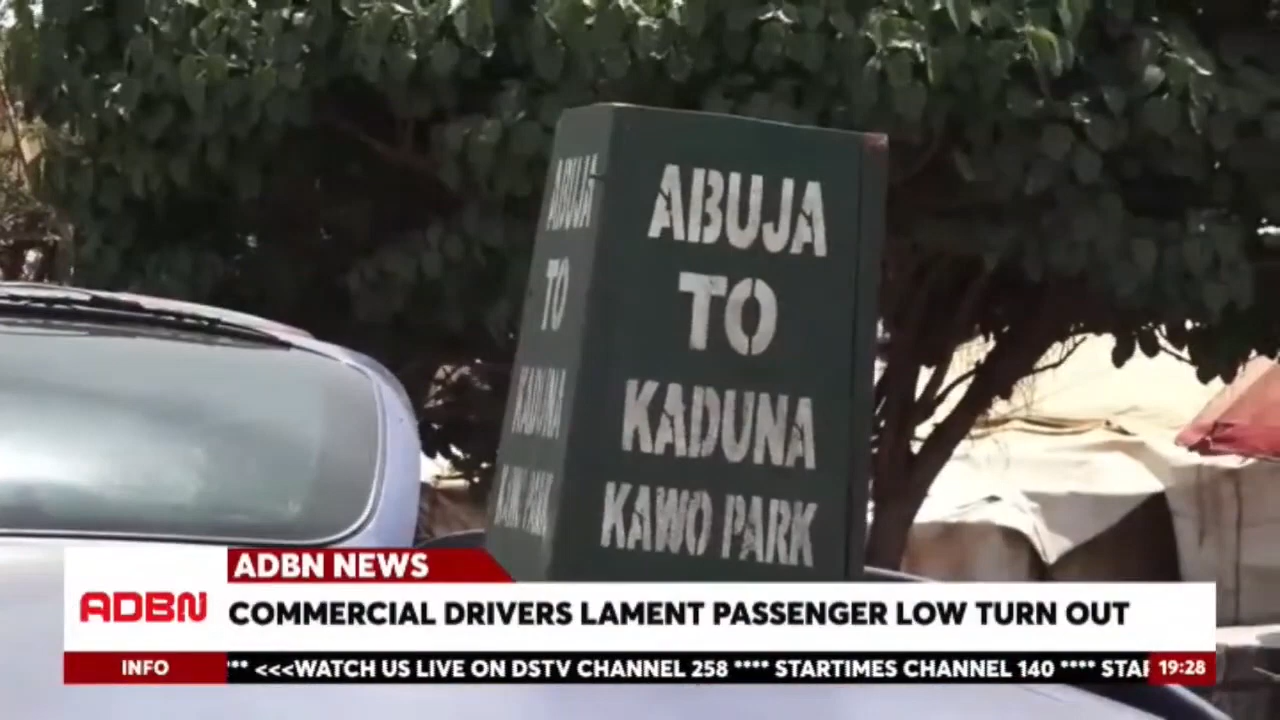 ABUJA
TO
KADUNA
KAWO PARK
ABUJA
TO
KADUNA
PARK
ADBN NEWS
ADBN
COMMERCIAL DRIVERS LAMENT PASSENGER LOW TURN OUT
INFO
** <<<WATCH US LIVE ON DSTV CHANNEL 258 **** STARTIMES CHANNEL 140 **** STAR
19:28